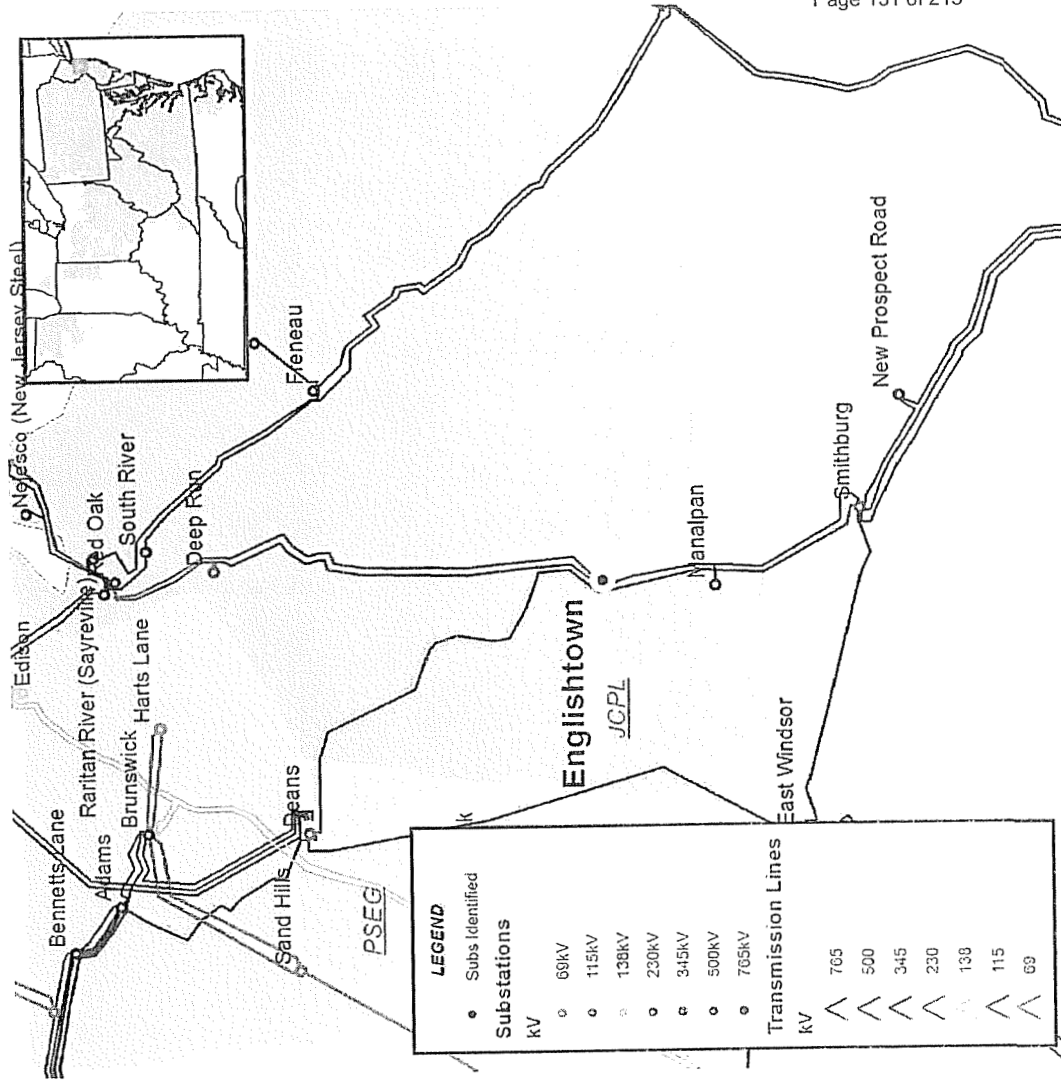 Page 151 of 213
Nejesco (New Jersey Steel)
Edison
Red Oak
South River
Raritan River (Sayreville)
Deep Run
Freneau
Bennetts Lane
Adams
Brunswick
Harts Lane
Deans
Sand Hills
PSEG
Englishtown
JCPL
Manalpan
Smithburg
New Prospect Road
East Windsor
LEGEND
Subs Identified
Substations
kV
69kV
115kV
138kV
230kV
345kV
500kV
765kV
Transmission Lines
kV
765
500
345
230
138
115
69